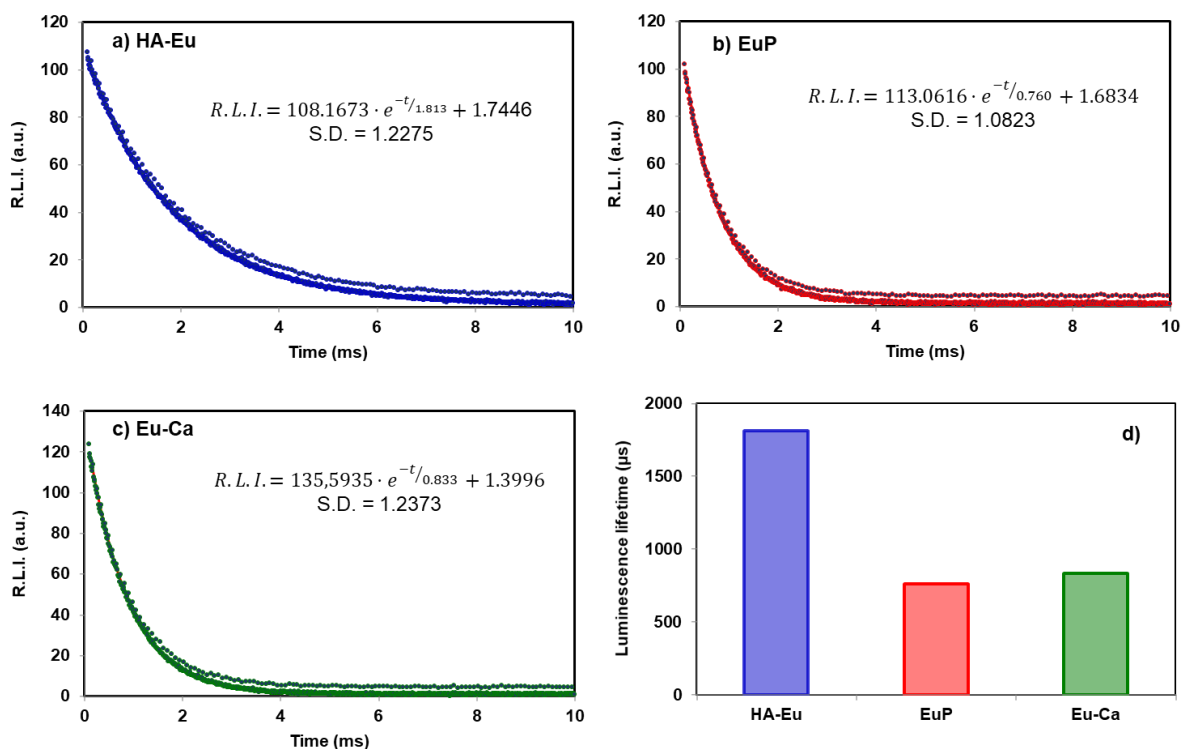 a) HA-Eu
R.L.I. = 108.1673 · e^{-t/1.813} + 1.7446
S.D. = 1.2275
120
100
80
60
40
20
0
0 2 4 6 8 10
R.L.I. (a.u.)
Time (ms)
b) EuP
R.L.I. = 113.0616 · e^{-t/0.760} + 1.6834
S.D. = 1.0823
120
100
80
60
40
20
0
0 2 4 6 8 10
R.L.I. (a.u.)
Time (ms)
c) Eu-Ca
R.L.I. = 135,5935 · e^{-t/0.833} + 1.3996
S.D. = 1.2373
140
120
100
80
60
40
20
0
0 2 4 6 8 10
R.L.I. (a.u.)
Time (ms)
d)
2000
1500
1000
500
0
Luminescence lifetime (µs)
HA-Eu EuP Eu-Ca